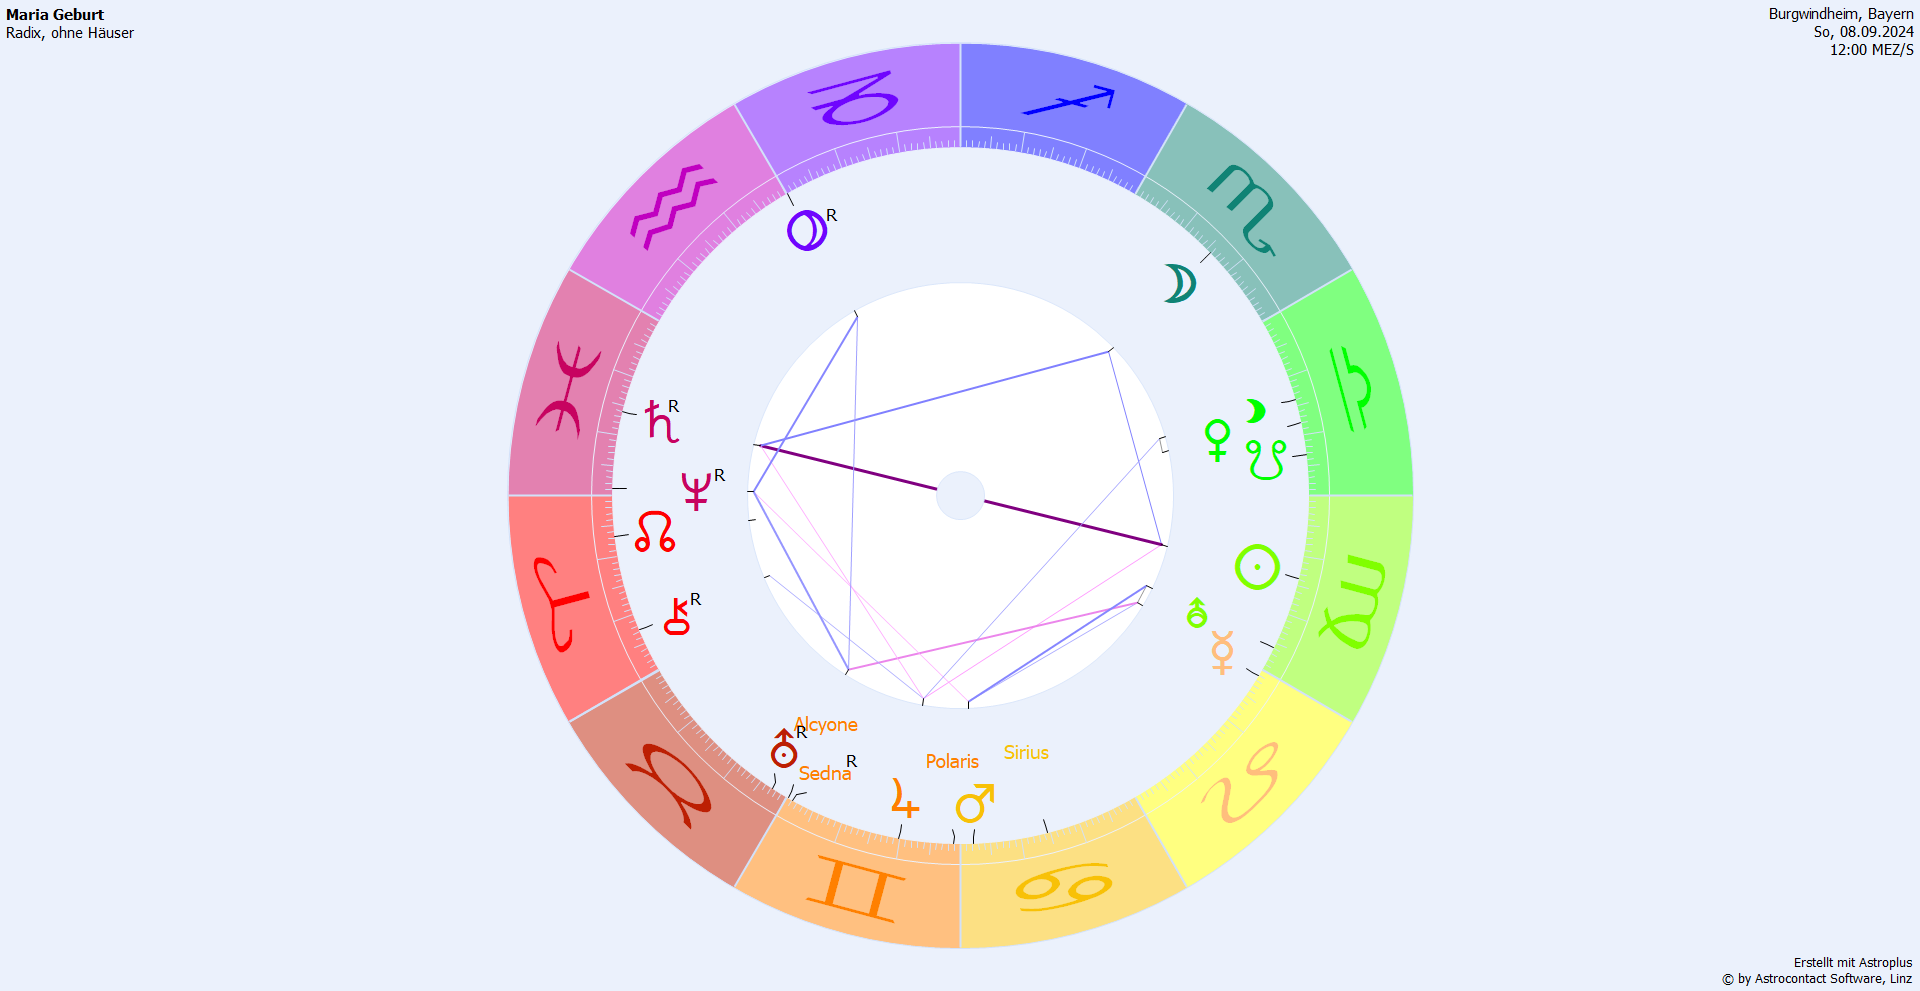 Maria Geburt
Radix, ohne Häuser
Burgwindheim, Bayern
So, 08.09.2024
12:00 MEZ/S
R
R
R
R
Alcyone
R
Sedna
R
Polaris
Sirius
Erstellt mit Astroplus
© by Astrocontact Software, Linz